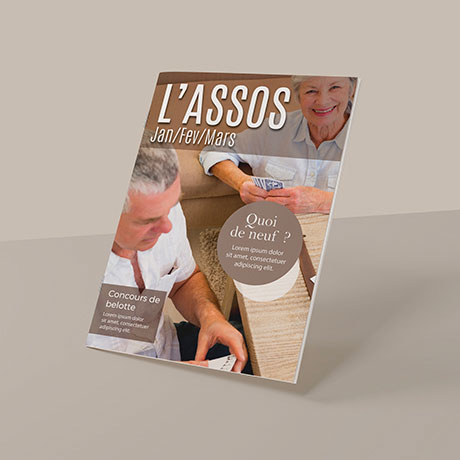 L'ASSOS
Jan/Fev/Mars
Quoi
de neuf ?
Lorem ipsum dolor
sit amet, consectetuer
adipiscing elit.
Concours de
belotte
Lorem ipsum dolor
sit amet, consectetuer
adipiscing elit.